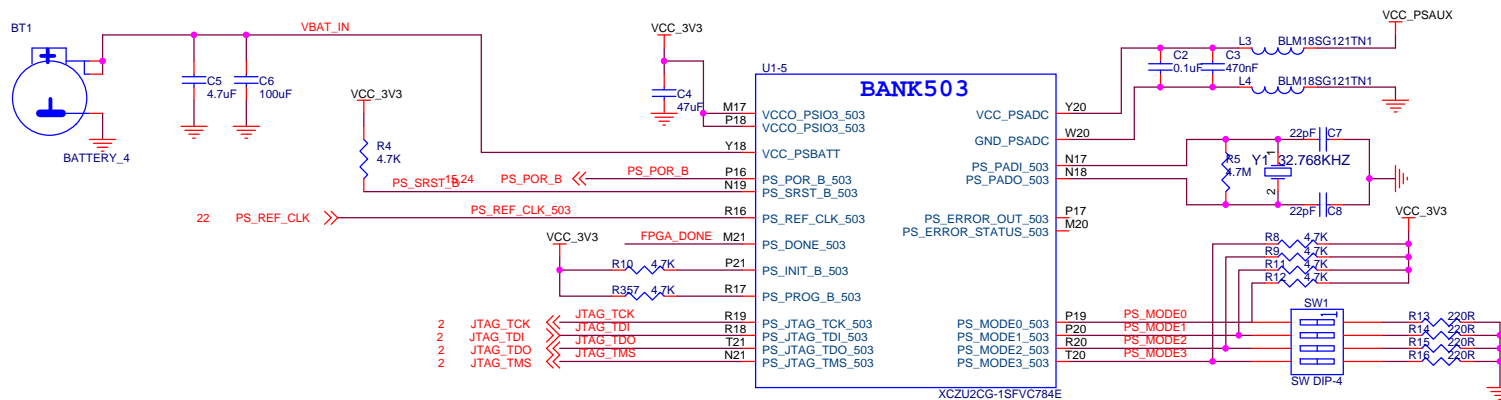 BT1
VBAT_IN
C5
4.7uF
C6
100uF
BATTERY_4
VCC_3V3
R4
4.7K
VCC_3V3
C4
47uF
U1-5
BANK503
M17 VCCO_PSIO3_503
P18 VCCO_PSIO3_503
Y18 VCC_PSBATT
PS_POR_B PS_POR_B P16 PS_POR_B_503
PS_SRST_B 15,24 N19 PS_SRST_B_503
22 PS_REF_CLK PS_REF_CLK_503 R16 PS_REF_CLK_503
VCC_3V3
FPGA_DONE M21 PS_DONE_503
R10 4.7K P21 PS_INIT_B_503
R357 4.7K R17 PS_PROG_B_503
2 JTAG_TCK JTAG_TCK R19 PS_JTAG_TCK_503
2 JTAG_TDI JTAG_TDI R18 PS_JTAG_TDI_503
2 JTAG_TDO JTAG_TDO T21 PS_JTAG_TDO_503
2 JTAG_TMS JTAG_TMS N21 PS_JTAG_TMS_503
VCC_PSADC Y20
GND_PSADC W20
PS_PADI_503 N17
PS_PADO_503 N18
PS_ERROR_OUT_503 P17
PS_ERROR_STATUS_503 M20
PS_MODE0_503 P19 PS_MODE0
PS_MODE1_503 P20 PS_MODE1
PS_MODE2_503 R20 PS_MODE2
PS_MODE3_503 T20 PS_MODE3
XCZU2CG-1SFVC784E
VCC_PSAUX
L3 BLM18SG121TN1
C2
0.1uF
C3
470nF
L4 BLM18SG121TN1
22pF C7
R5
4.7M
Y1 32.768KHZ
1
2
22pF C8
VCC_3V3
R8 4.7K
R9 4.7K
R11 4.7K
R12 4.7K
SW1
1
SW DIP-4
R13 220R
R14 220R
R15 220R
R16 220R